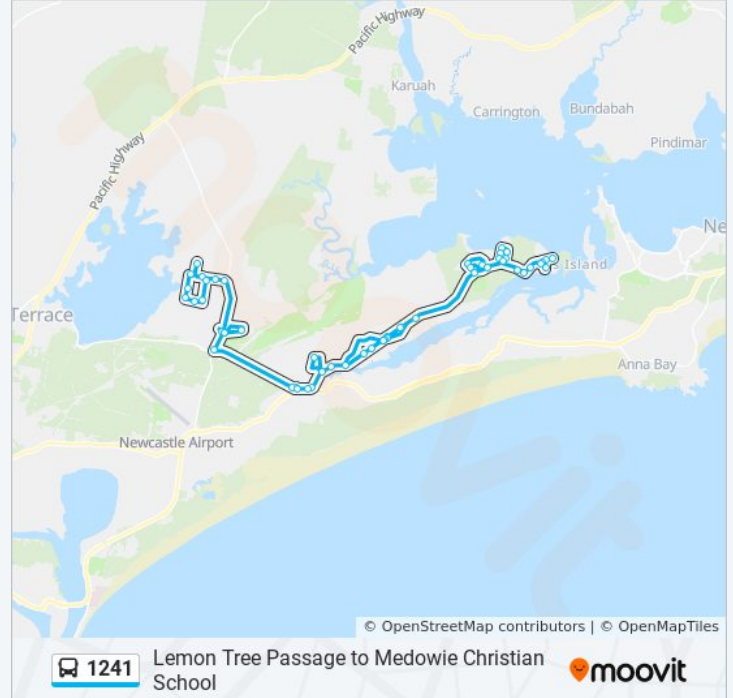 Pacific Highway
Karuah
Carrington
Bundabah
Pindimar
Pacific Highway
Ne
s Island
Terrace
Anna Bay
Newcastle Airport
© OpenStreetMap contributors | © OpenMapTiles
1241
Lemon Tree Passage to Medowie Christian
School
moovit